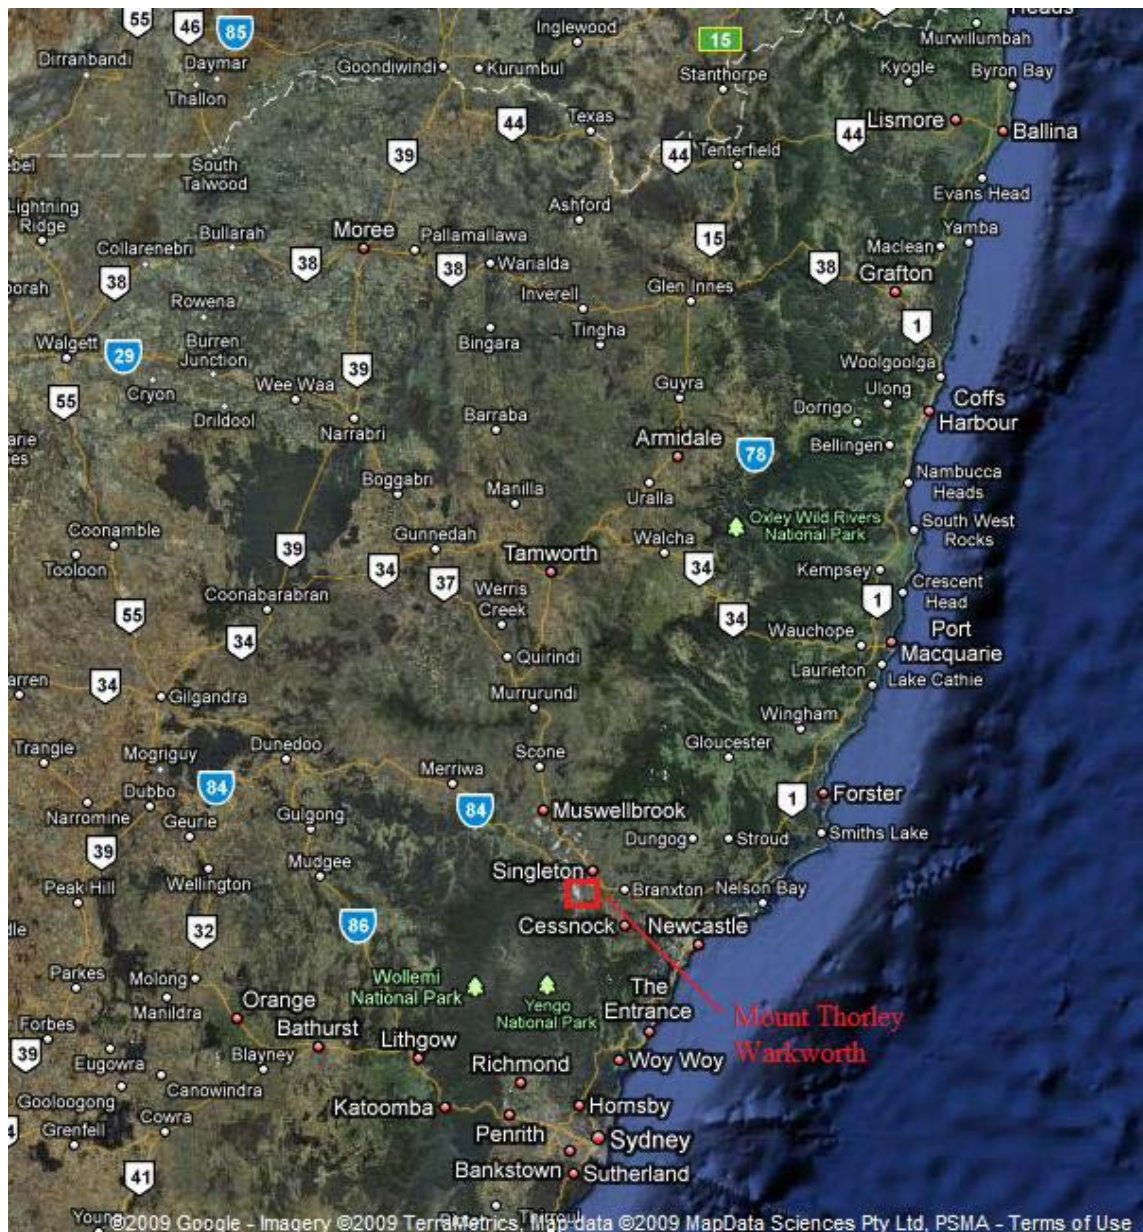 55
46
85
Inglewood
15
Heads
Murwillumbah
Dirranbandi
Daymar
Goondiwindi
Kurumbul
Stanthorpe
Kyogle
Byron Bay
Thallon
44
Texas
44
Lismore
Ballina
39
44
Tenterfield
ebel
South
Talwood
Evans Head
Lightning
Ridge
Ashford
Bullarah
Moree
Pallamallawa
15
Yamba
Collarenebri
Maclean
38
38
Warialda
38
38
Grafton
orah
Rowena
Inverell
Glen Innes
Walgett
29
Burren
Junction
Bingara
Tingha
1
Woolgoolga
39
Cryon
Wee Waa
Guyra
Ulong
55
Drildool
Narrabri
Barraba
Dorrigo
Coffs
Harbour
arie
nes
Armidale
78
Bellingen
Boggabri
Manilla
Uralla
Nambucca
Heads
Coonamble
Gunnedah
Walcha
Oxley Wild Rivers
National Park
South West
Rocks
39
Tamworth
Tooloon
34
37
34
Kempsey
Crescent
Head
Coonabarabran
Werris
Creek
1
55
34
34
Wauchope
Port
Macquarie
Quirindi
Laurieton
Lake Cathie
arren
34
Gilgandra
Murrurundi
Wingham
Trangie
Mogriguy
Dunedoo
Scone
Gloucester
Merriwa
84
84
1
Forster
Dubbo
Narromine
Geurie
Gulgong
Muswellbrook
Dungog
Stroud
Smiths Lake
39
Mudgee
Singleton
Peak Hill
Wellington
Branxton
Nelson Bay
dle
32
86
Cessnock
Newcastle
Parkes
Molong
Wollemi
National Park
The
Entrance
Manildra
Orange
Yengo
National Park
Mount Thorley
Warkworth
Forbes
Bathurst
Lithgow
39
Blayney
Richmond
Woy Woy
Eugowra
Canowindra
Gooloogong
Katoomba
Hornsby
4
Cowra
Grenfell
Penrith
Sydney
Bankstown
Sutherland
41
Young
Thirroul
©2009 Google - Imagery ©2009 TerraMetrics, Map data ©2009 MapData Sciences Pty Ltd, PSMA - Terms of Use